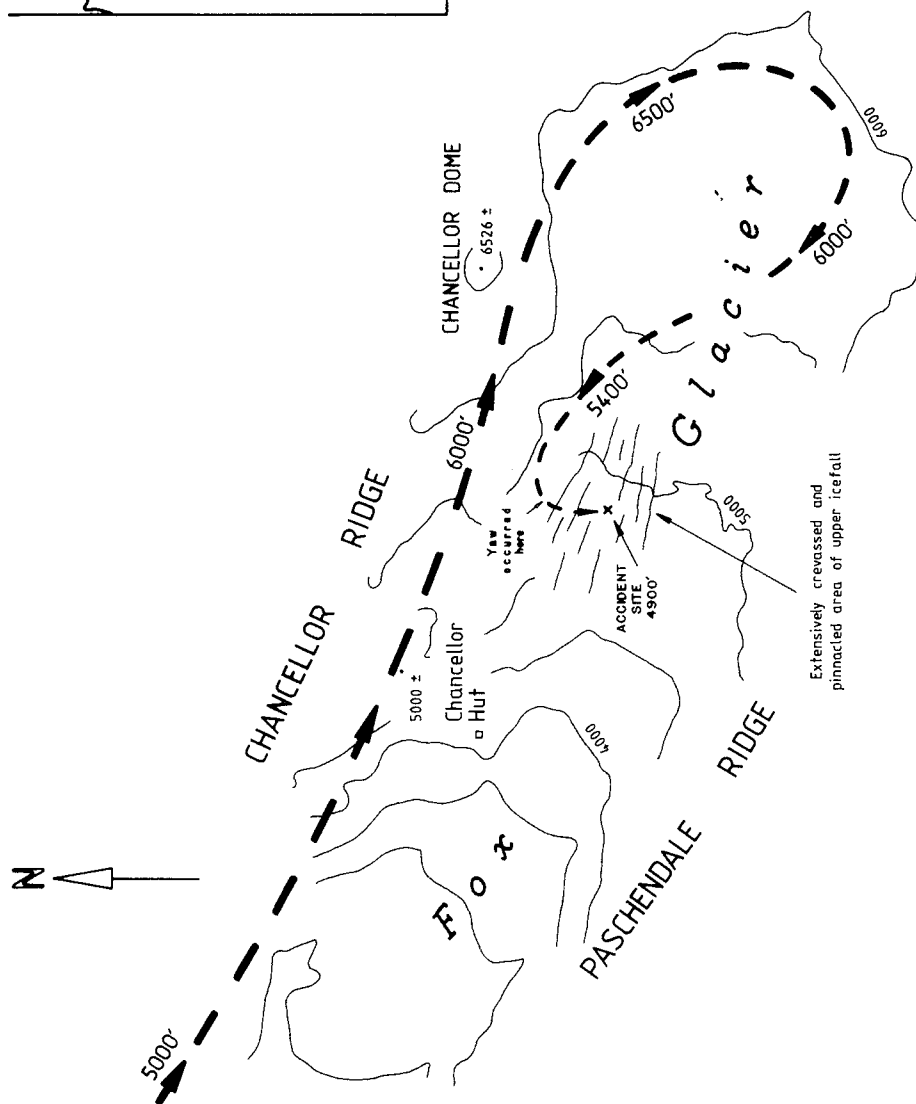 N
CHANCELLOR RIDGE
CHANCELLOR DOME
6526 ±
5000'
6000'
6500'
6000'
5400'
6000
5000 ±
Chancellor
Hut
Yaw
occurred
here
ACCIDENT
SITE
4900'
5000
4000
Fox Glacier
Extensively crevassed and
pinnacled area of upper icefall
PASCHENDALE RIDGE